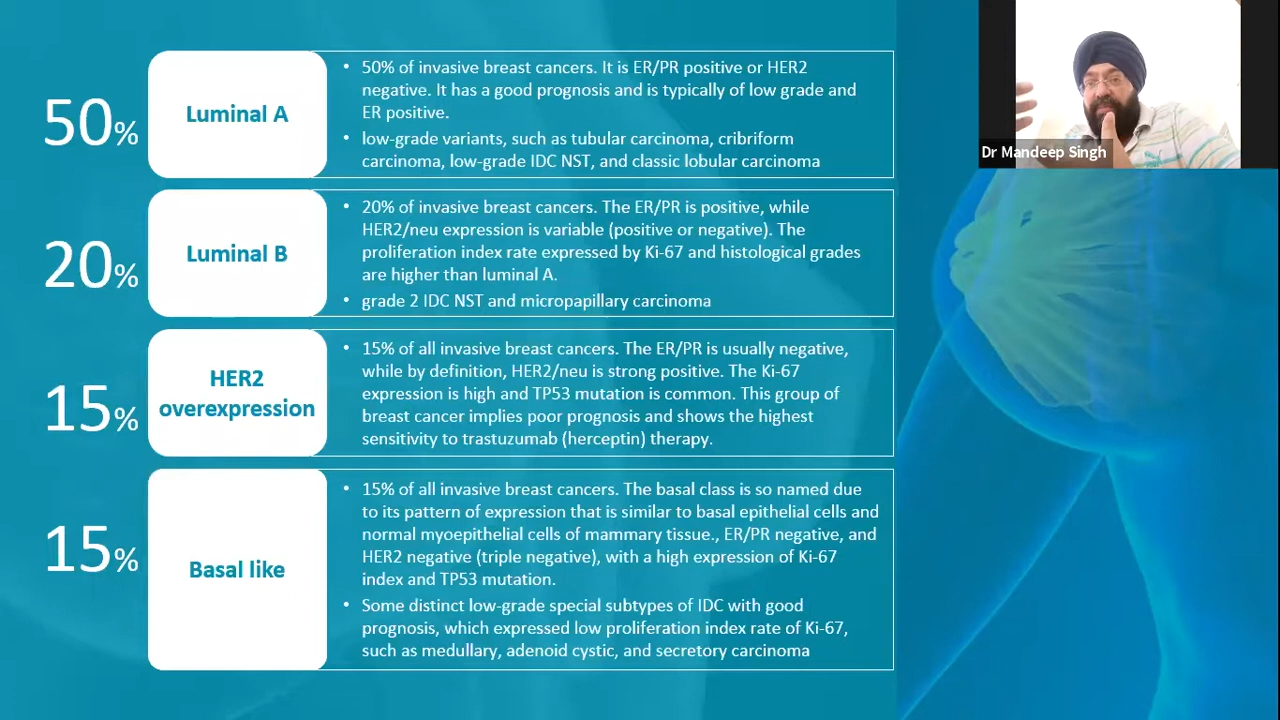 50%
Luminal A
• 50% of invasive breast cancers. It is ER/PR positive or HER2
negative. It has a good prognosis and is typically of low grade and
ER positive.
• low-grade variants, such as tubular carcinoma, cribriform
carcinoma, low-grade IDC NST, and classic lobular carcinoma
20%
Luminal B
• 20% of invasive breast cancers. The ER/PR is positive, while
HER2/neu expression is variable (positive or negative). The
proliferation index rate expressed by Ki-67 and histological grades
are higher than luminal A.
• grade 2 IDC NST and micropapillary carcinoma
15%
HER2
overexpression
• 15% of all invasive breast cancers. The ER/PR is usually negative,
while by definition, HER2/neu is strong positive. The Ki-67
expression is high and TP53 mutation is common. This group of
breast cancer implies poor prognosis and shows the highest
sensitivity to trastuzumab (herceptin) therapy.
15%
Basal like
• 15% of all invasive breast cancers. The basal class is so named due
to its pattern of expression that is similar to basal epithelial cells and
normal myoepithelial cells of mammary tissue., ER/PR negative, and
HER2 negative (triple negative), with a high expression of Ki-67
index and TP53 mutation.
• Some distinct low-grade special subtypes of IDC with good
prognosis, which expressed low proliferation index rate of Ki-67,
such as medullary, adenoid cystic, and secretory carcinoma
Dr Mandeep Singh